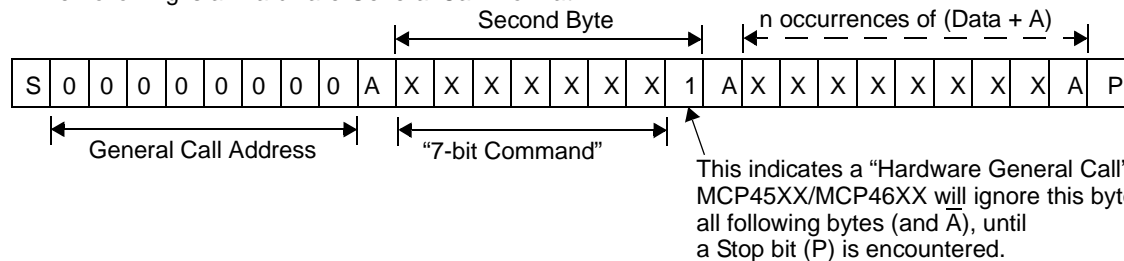 Second Byte
n occurrences of (Data + A)
S 0 0 0 0 0 0 0 0 A X X X X X X X 1 A X X X X X X X X A P
General Call Address
“7-bit Command”
This indicates a “Hardware General Call”
MCP45XX/MCP46XX will ignore this byte
all following bytes (and A̅), until
a Stop bit (P) is encountered.